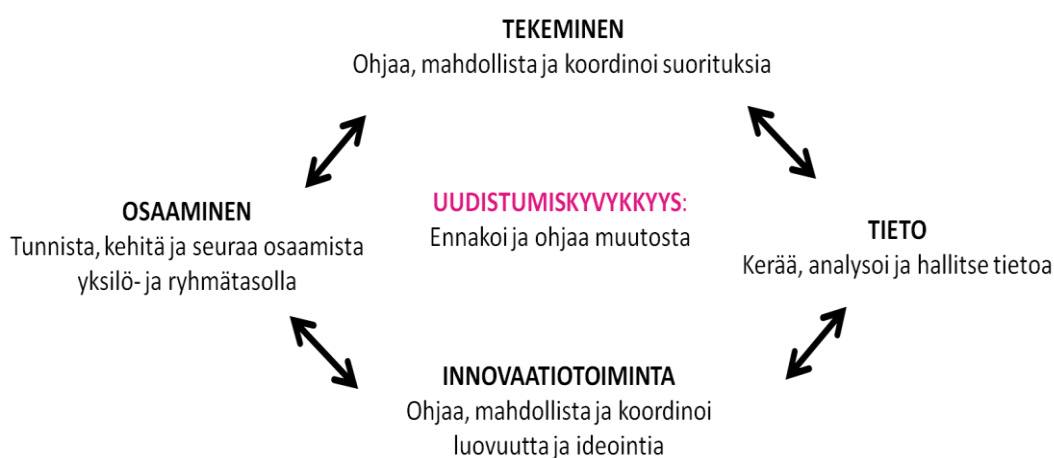 TEKEMINEN
Ohjaa, mahdollista ja koordinoi suorituksia
OSAAMINEN
Tunnista, kehitä ja seuraa osaamista
yksilö- ja ryhmätasolla
UUDISTUMISKYVYKKYYS:
Ennakoi ja ohjaa muutosta
TIETO
Kerää, analysoi ja hallitse tietoa
INNOVAATIOTOIMINTA
Ohjaa, mahdollista ja koordinoi
luovuutta ja ideointia